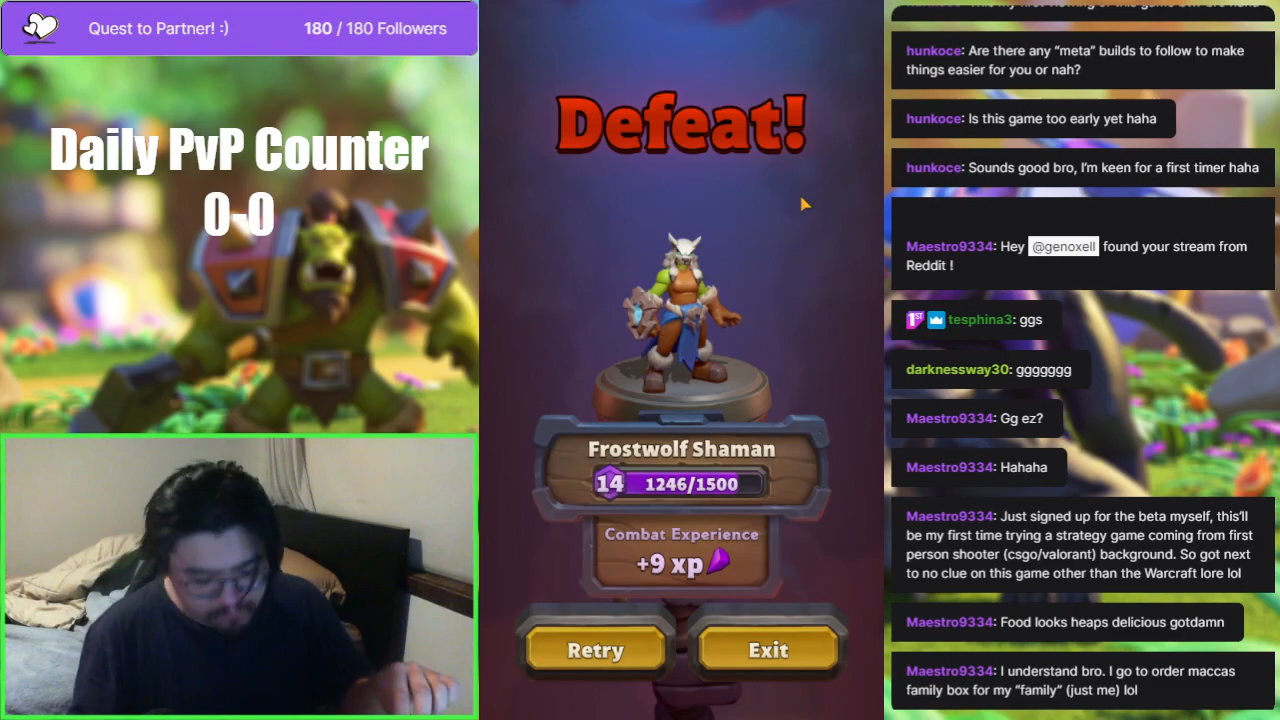 Quest to Partner! :)
180 / 180 Followers
Daily PvP Counter
0-0
Defeat!
Frostwolf Shaman
14
1246/1500
Combat Experience
+9 xp
Retry
Exit
hunkoce: Are there any “meta” builds to follow to make
things easier for you or nah?
hunkoce: Is this game too early yet haha
hunkoce: Sounds good bro, I’m keen for a first timer haha
Maestro9334: Hey @genoxell found your stream from
Reddit !
1ST tesphina3: ggs
darknessway30: ggggggg
Maestro9334: Gg ez?
Maestro9334: Hahaha
Maestro9334: Just signed up for the beta myself, this’ll
be my first time trying a strategy game coming from first
person shooter (csgo/valorant) background. So got next
to no clue on this game other than the Warcraft lore lol
Maestro9334: Food looks heaps delicious gotdamn
Maestro9334: I understand bro. I go to order maccas
family box for my “family” (just me) lol